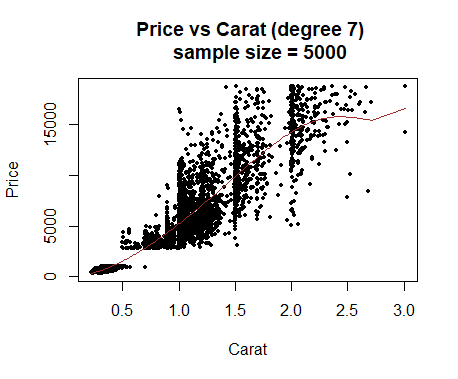 Price vs Carat (degree 7)
sample size = 5000
Price
15000
5000
0
0.5 1.0 1.5 2.0 2.5 3.0
Carat